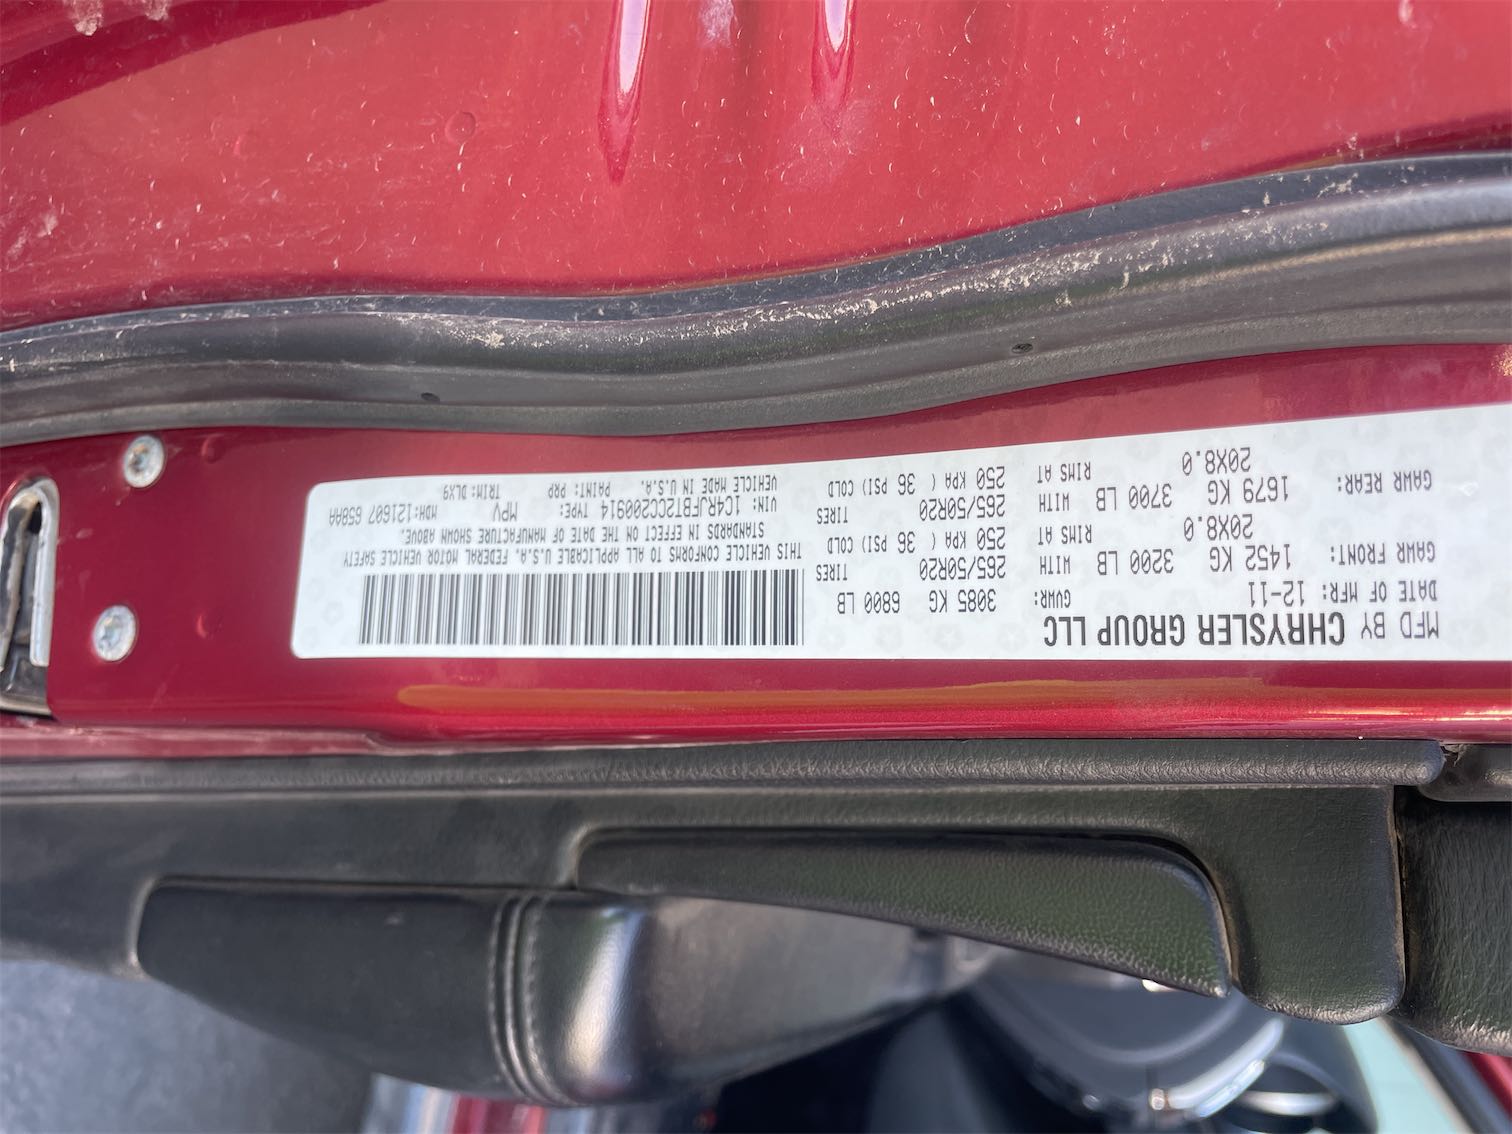 MFD BY CHRYSLER GROUP LLC
DATE OF MFR: 12-11 GVWR: 3085 KG 6800 LB
GAWR FRONT: 1452 KG 3200 LB WITH 265/50R20 TIRES
20X8.0 RIMS AT 250 KPA ( 36 PSI) COLD
GAWR REAR: 1679 KG 3700 LB WITH 265/50R20 TIRES
20X8.0 RIMS AT 250 KPA ( 36 PSI) COLD
THIS VEHICLE CONFORMS TO ALL APPLICABLE U.S.A. FEDERAL MOTOR VEHICLE SAFETY
STANDARDS IN EFFECT ON THE DATE OF MANUFACTURE SHOWN ABOVE.
VIN: 1C4RJFBT2CC200914 TYPE: MPV MDH:121607 658AA
VEHICLE MADE IN U.S.A. PAINT: PRP TRIM: DLX9